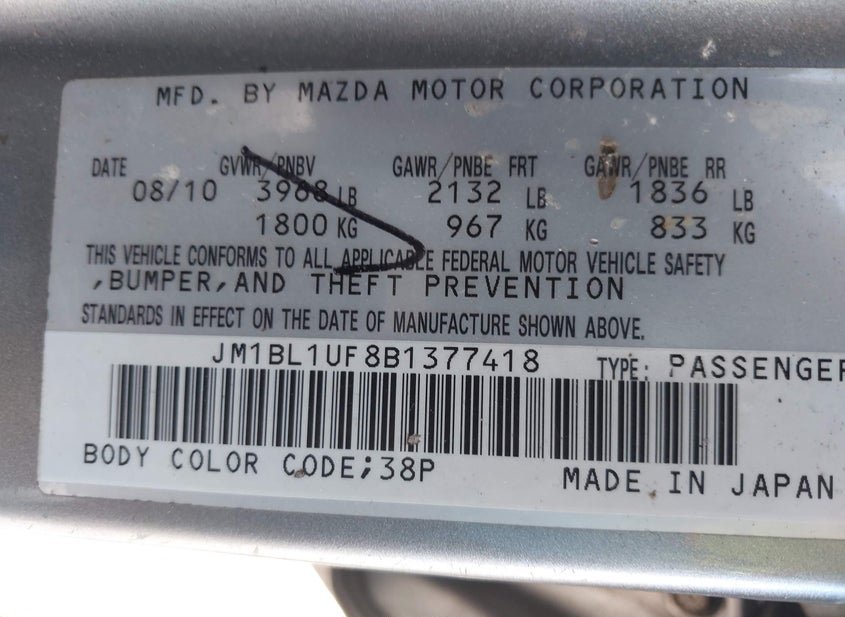 MFD. BY MAZDA MOTOR CORPORATION
DATE GVWR/PNBV GAWR/PNBE FRT GAWR/PNBE RR
08/10 3968 LB 2132 LB 1836 LB
1800 KG 967 KG 833 KG
THIS VEHICLE CONFORMS TO ALL APPLICABLE FEDERAL MOTOR VEHICLE SAFETY
,BUMPER,AND THEFT PREVENTION
STANDARDS IN EFFECT ON THE DATE OF MANUFACTURE SHOWN ABOVE.
JM1BL1UF8B1377418 TYPE: PASSENGER
BODY COLOR CODE;38P MADE IN JAPAN